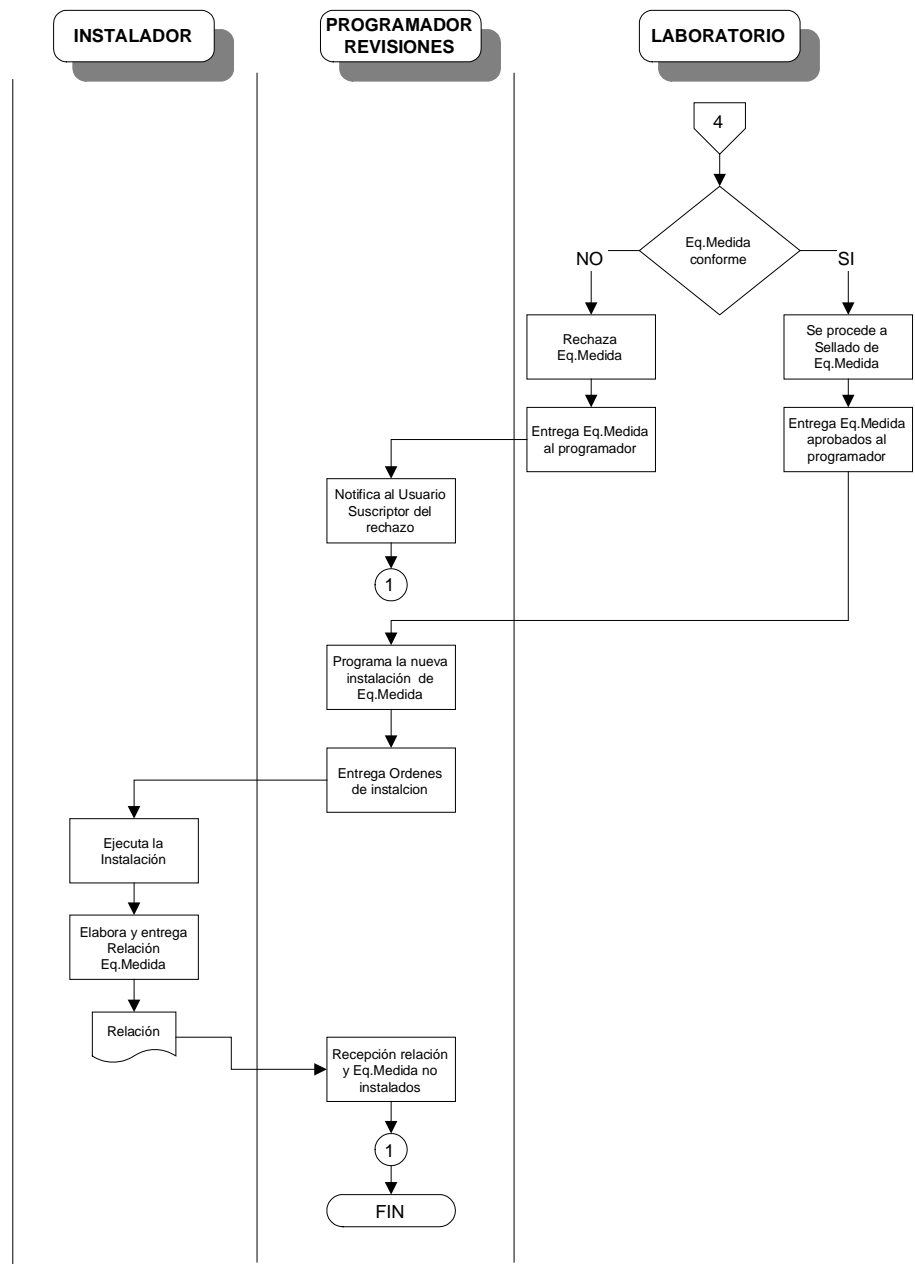 INSTALADOR
PROGRAMADOR
REVISIONES
LABORATORIO
4
Eq.Medida
conforme
NO
SI
Rechaza
Eq.Medida
Se procede a
Sellado de
Eq.Medida
Entrega Eq.Medida
al programador
Entrega Eq.Medida
aprobados al
programador
Notifica al Usuario
Suscriptor del
rechazo
1
Programa la nueva
instalación de
Eq.Medida
Entrega Ordenes
de instalcion
Ejecuta la
Instalación
Elabora y entrega
Relación
Eq.Medida
Relación
Recepción relación
y Eq.Medida no
instalados
1
FIN